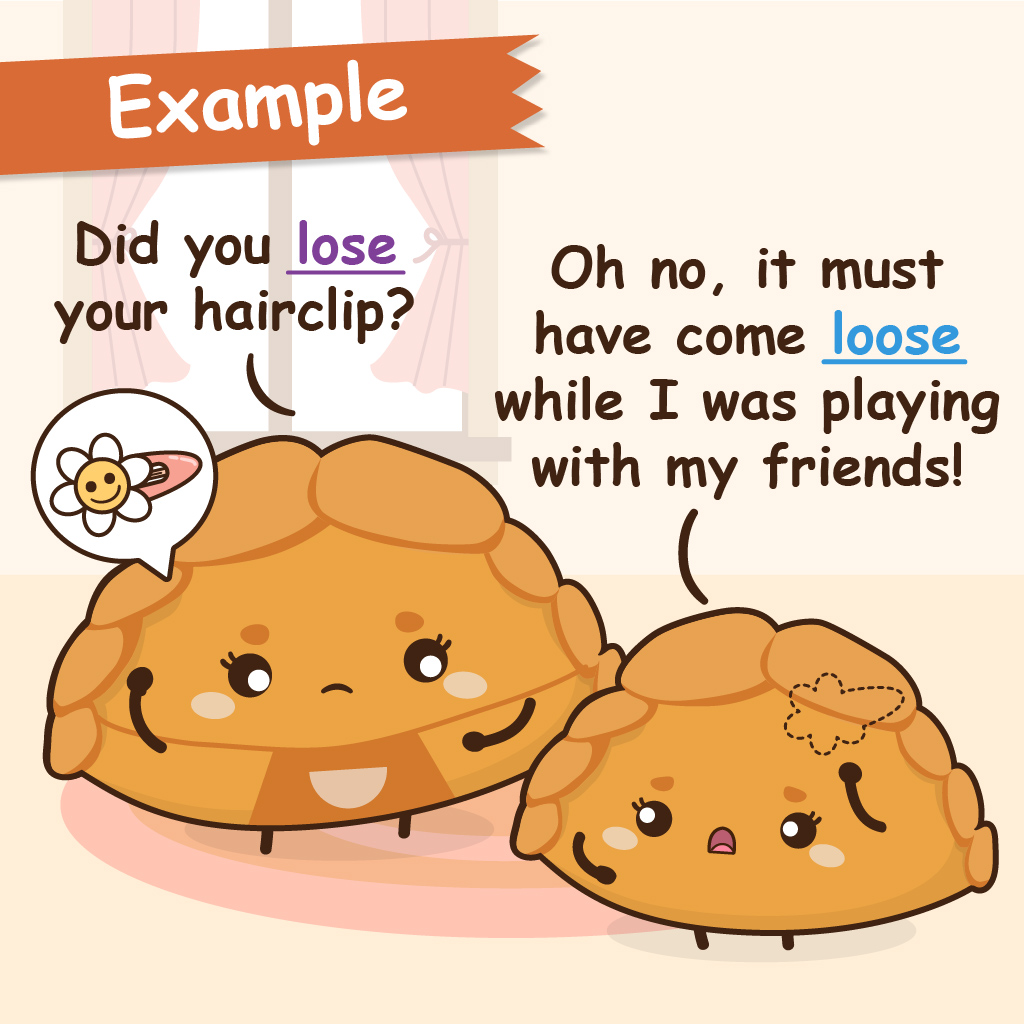 Example
Did you lose
your hairclip?
Oh no, it must
have come loose
while I was playing
with my friends!